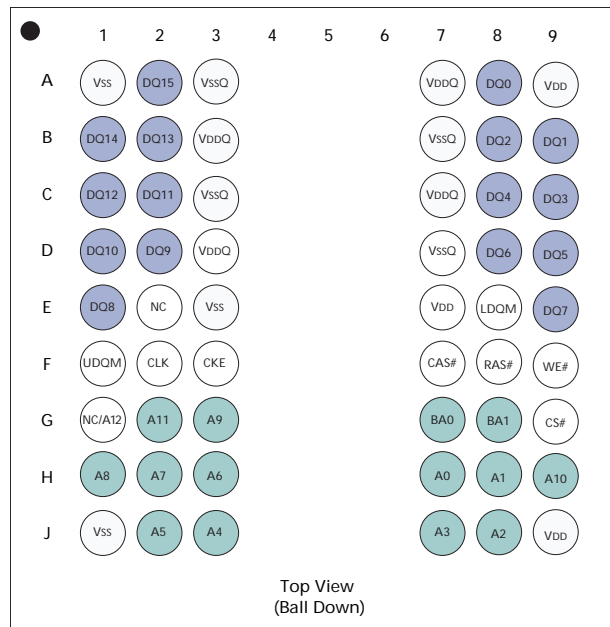 1 2 3 4 5 6 7 8 9
A VSS DQ15 VSSQ VDDQ DQ0 VDD
B DQ14 DQ13 VDDQ VSSQ DQ2 DQ1
C DQ12 DQ11 VSSQ VDDQ DQ4 DQ3
D DQ10 DQ9 VDDQ VSSQ DQ6 DQ5
E DQ8 NC VSS VDD LDQM DQ7
F UDQM CLK CKE CAS# RAS# WE#
G NC/A12 A11 A9 BA0 BA1 CS#
H A8 A7 A6 A0 A1 A10
J VSS A5 A4 A3 A2 VDD
Top View
(Ball Down)